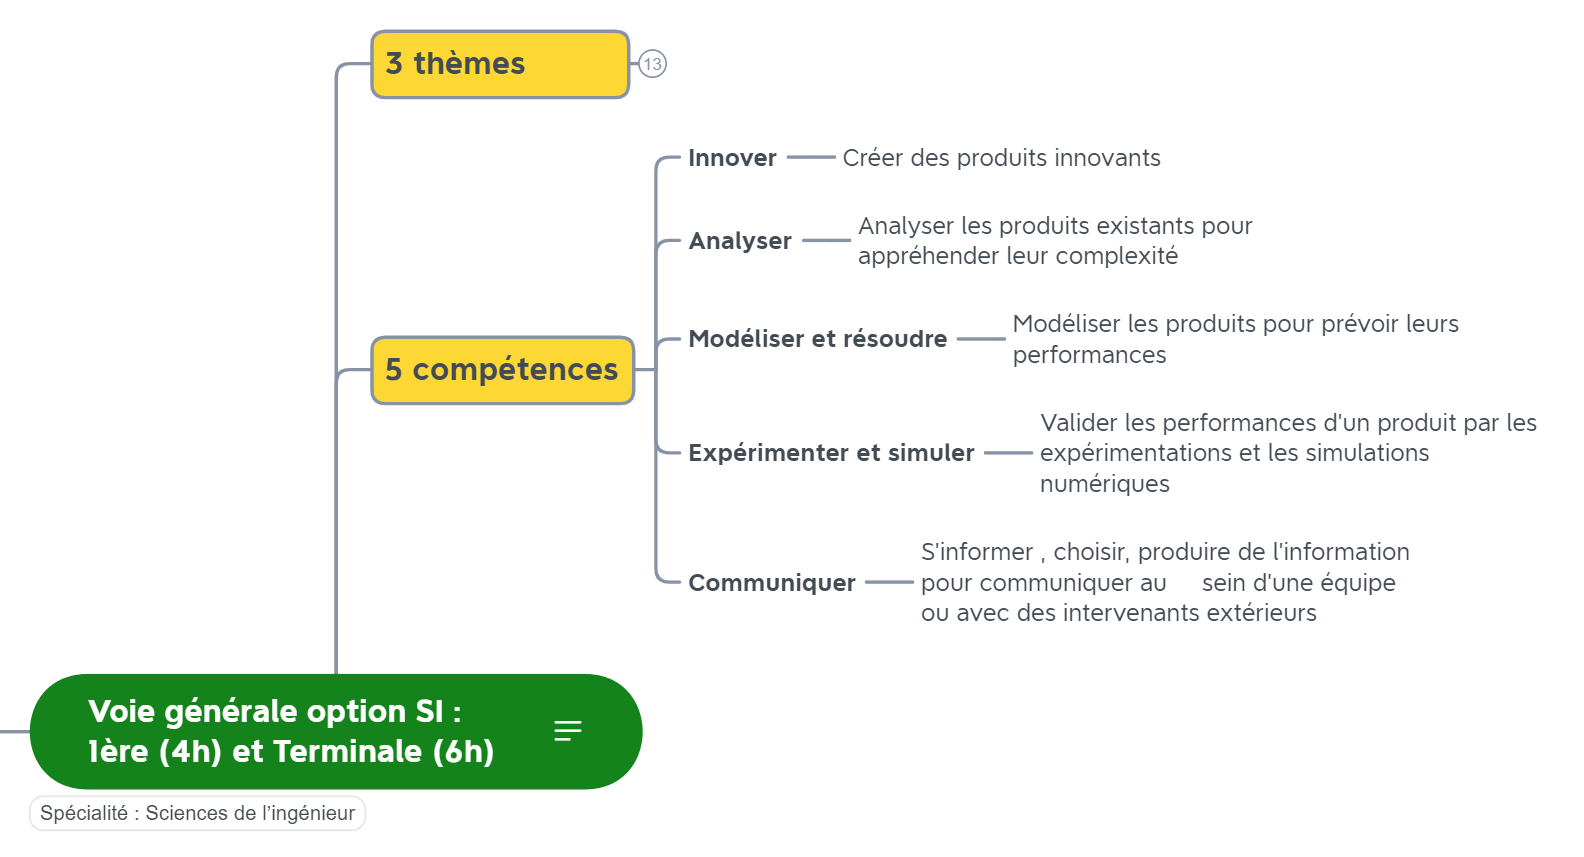 3 thèmes
13
Innover
Créer des produits innovants
Analyser
Analyser les produits existants pour
appréhender leur complexité
5 compétences
Modéliser et résoudre
Modéliser les produits pour prévoir leurs
performances
Expérimenter et simuler
Valider les performances d'un produit par les
expérimentations et les simulations
numériques
Communiquer
S'informer , choisir, produire de l'information
pour communiquer au     sein d'une équipe
ou avec des intervenants extérieurs
Voie générale option SI :
1ère (4h) et Terminale (6h)
Spécialité : Sciences de l’ingénieur